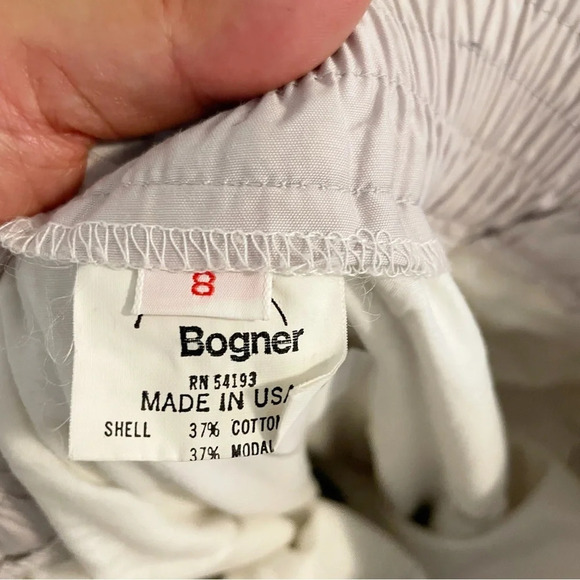 8
Bogner
RN 54193
MADE IN USA
SHELL 37% COTTON
37% MODAL